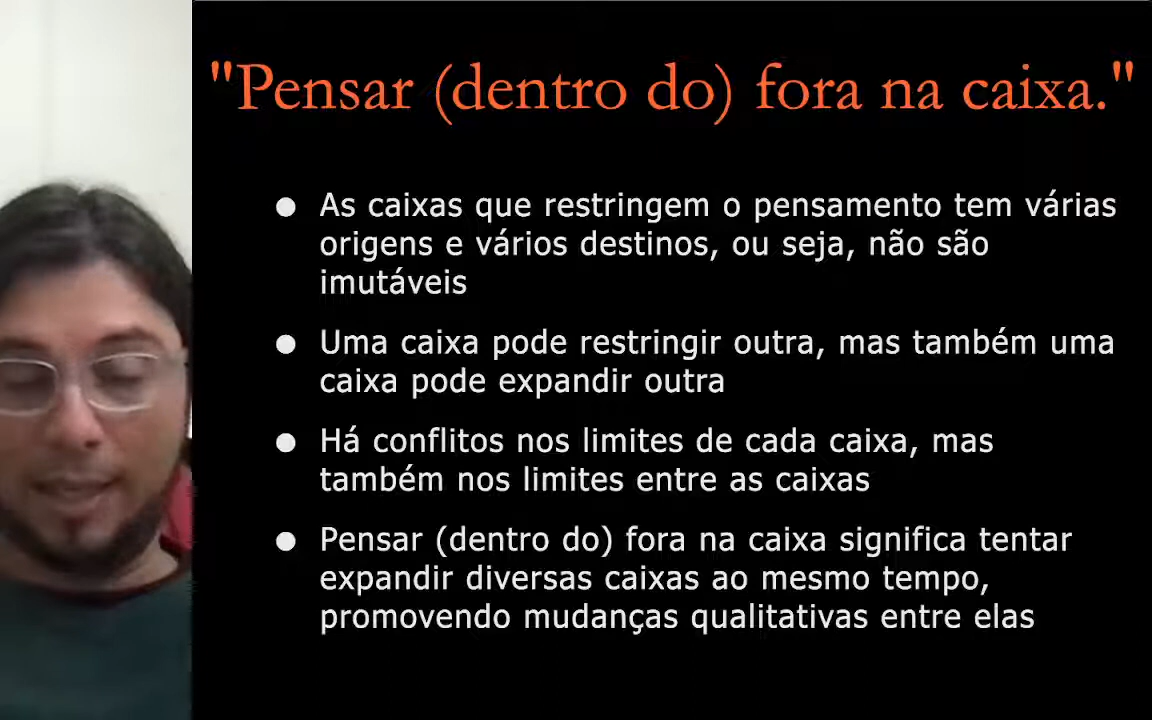 "Pensar (dentro do) fora na caixa."
● As caixas que restringem o pensamento tem várias
origens e vários destinos, ou seja, não são
imutáveis
● Uma caixa pode restringir outra, mas também uma
caixa pode expandir outra
● Há conflitos nos limites de cada caixa, mas
também nos limites entre as caixas
● Pensar (dentro do) fora na caixa significa tentar
expandir diversas caixas ao mesmo tempo,
promovendo mudanças qualitativas entre elas